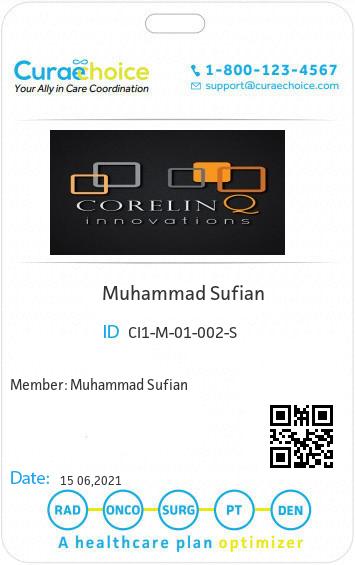 Curaechoice
Your Ally in Care Coordination
1-800-123-4567
support@curaechoice.com
CORELINQ
innovations
Muhammad Sufian
ID CI1-M-01-002-S
Member: Muhammad Sufian
Date: 15 06,2021
RAD ONCO SURG PT DEN
A healthcare plan optimizer